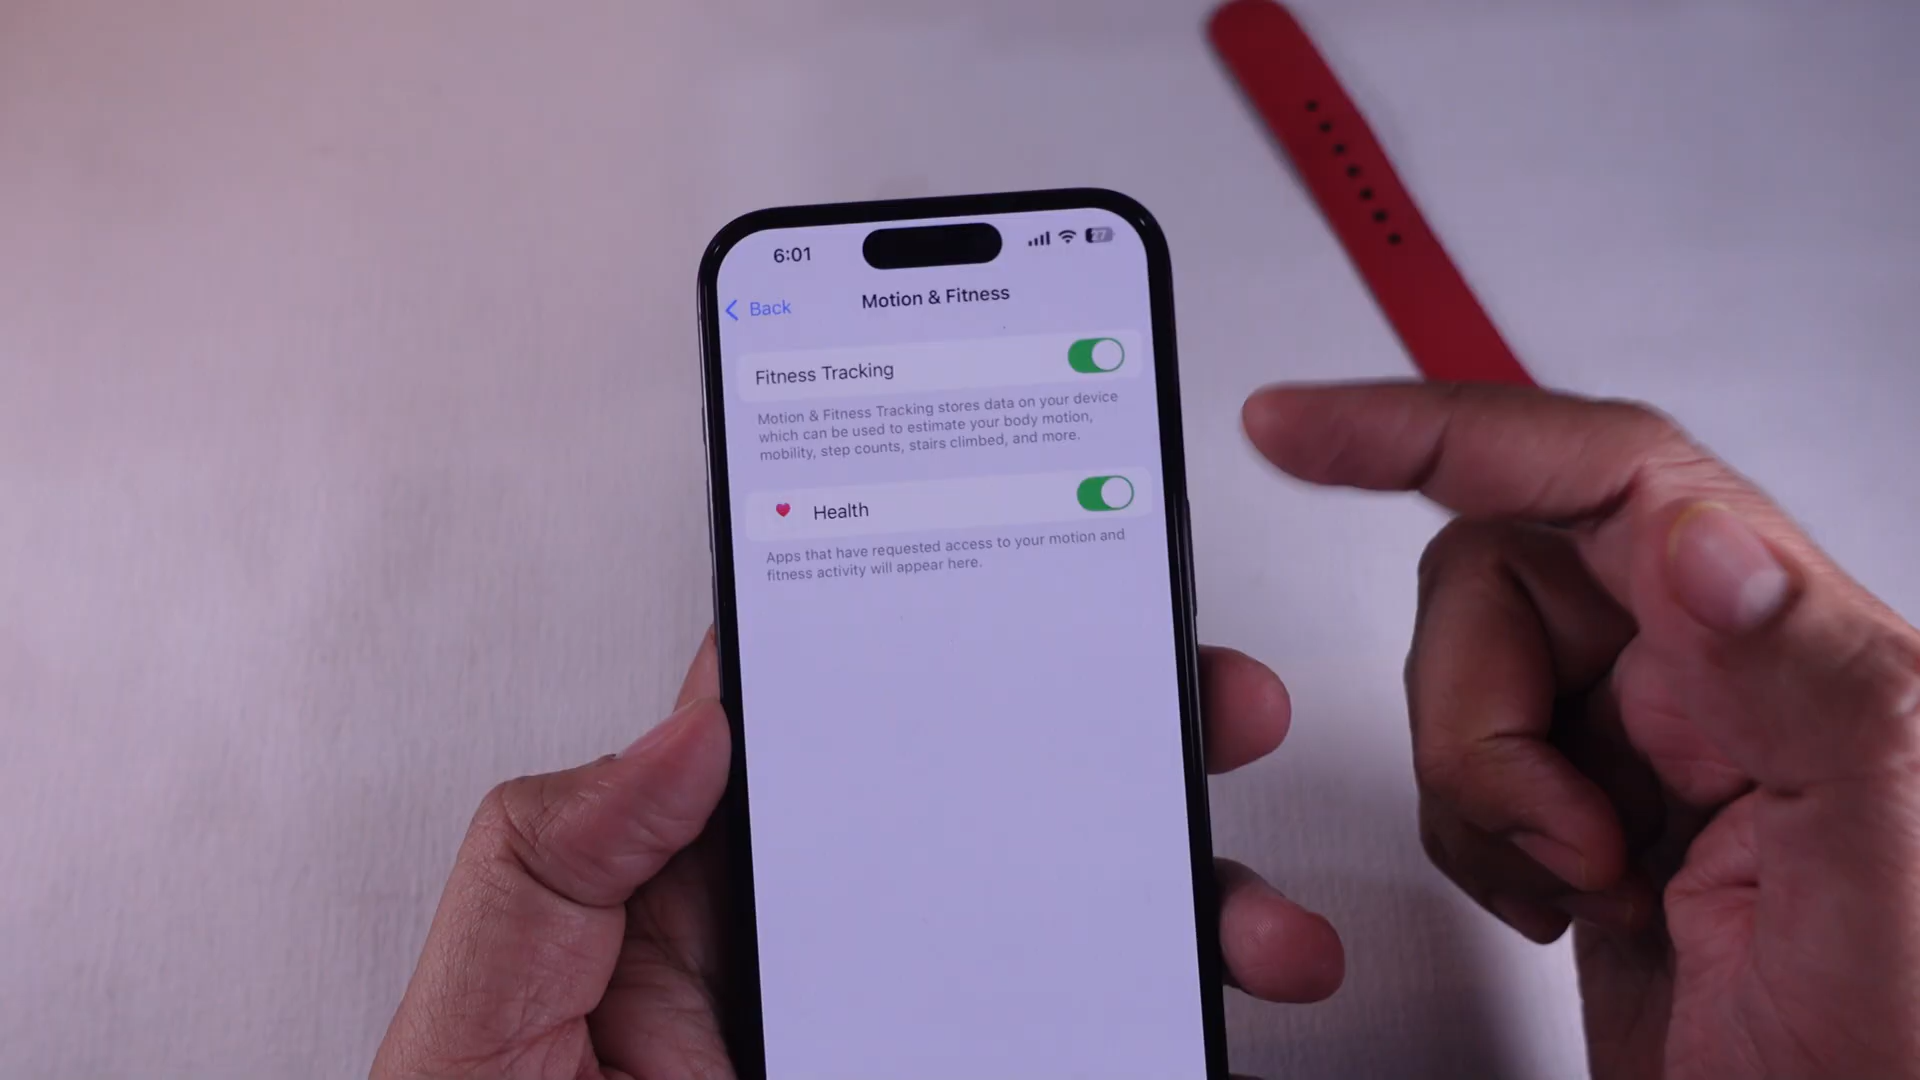 6:01
27
Back
Motion & Fitness
Fitness Tracking
Motion & Fitness Tracking stores data on your device
which can be used to estimate your body motion,
mobility, step counts, stairs climbed, and more.
Health
Apps that have requested access to your motion and
fitness activity will appear here.